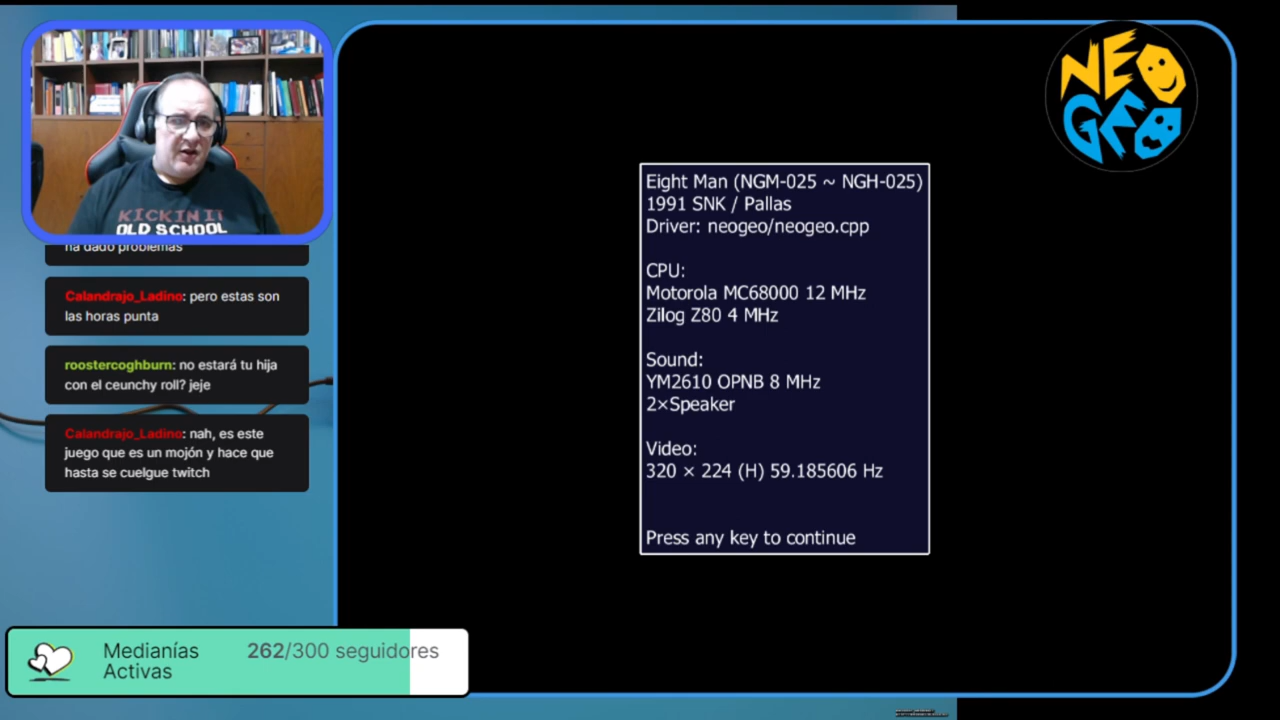 KICKIN IT
OLD SCHOOL
ha dado problemas
Calandrajo_Ladino: pero estas son
las horas punta
roostercoghburn: no estará tu hija
con el ceunchy roll? jeje
Calandrajo_Ladino: nah, es este
juego que es un mojón y hace que
hasta se cuelgue twitch
Medianías
Activas
262/300 seguidores
Eight Man (NGM-025 ~ NGH-025)
1991 SNK / Pallas
Driver: neogeo/neogeo.cpp
CPU:
Motorola MC68000 12 MHz
Zilog Z80 4 MHz
Sound:
YM2610 OPNB 8 MHz
2×Speaker
Video:
320 × 224 (H) 59.185606 Hz
Press any key to continue
NEO
GEO